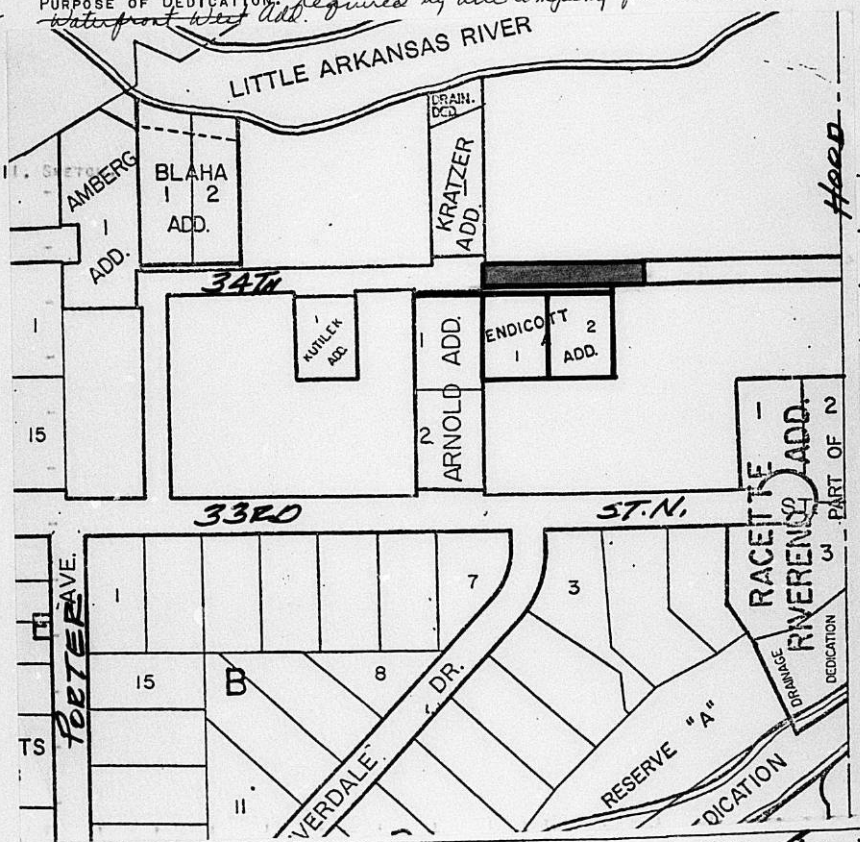 PURPOSE OF DEDICATION: Required by
Waterfront West Add.
LITTLE ARKANSAS RIVER
DRAIN.
DED.
HOOD
AMBERG
1
ADD.
BLAHA
1 2
ADD.
KRATZER
ADD.
34TH
1
KUTILEK
ADD.
1
2
ARNOLD ADD.
ENDICOTT
1 2
A
ADD.
1
15
33RD ST. N.
RACETTE
RIVEREND ADD.
1
2
PART OF
3
PORTER AVE.
1
7
3
15
B
8
11
RIVERDALE DR.
RESERVE "A"
DRAINAGE
DEDICATION
DICATION
TS